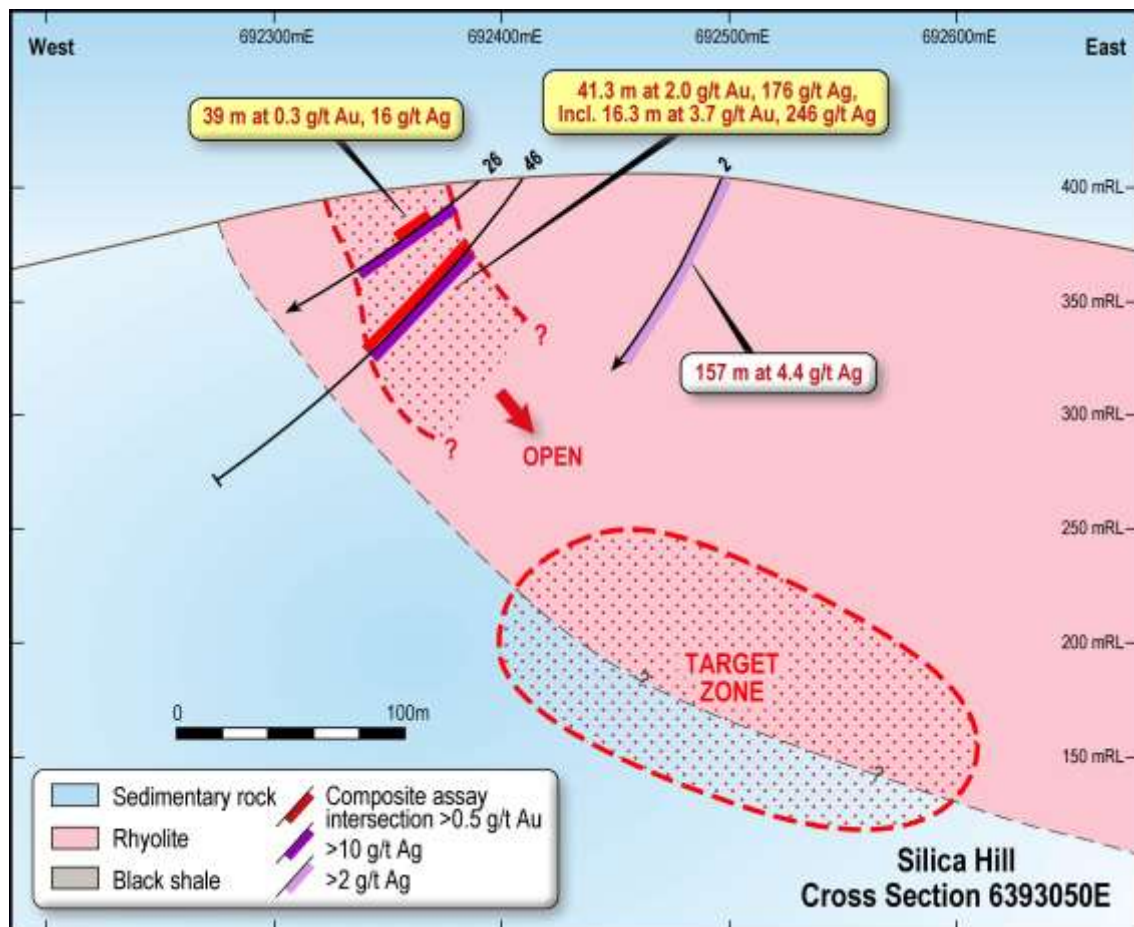 West
692300mE
692400mE
692500mE
692600mE
East
39 m at 0.3 g/t Au, 16 g/t Ag
41.3 m at 2.0 g/t Au, 176 g/t Ag,
Incl. 16.3 m at 3.7 g/t Au, 246 g/t Ag
26
46
2
400 mRL
350 mRL
?
157 m at 4.4 g/t Ag
300 mRL
?
OPEN
250 mRL
200 mRL
TARGET
ZONE
?
0
100m
150 mRL
?
Sedimentary rock
Rhyolite
Black shale
Composite assay
intersection >0.5 g/t Au
>10 g/t Ag
>2 g/t Ag
Silica Hill
Cross Section 6393050E